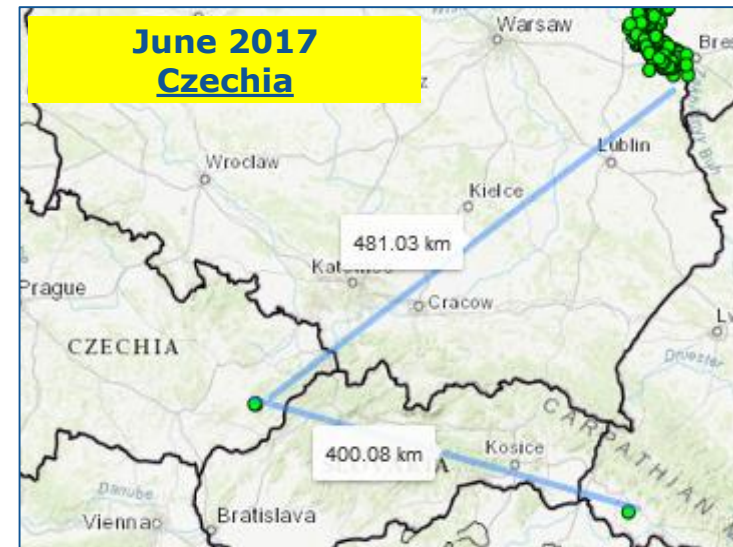 June 2017
Czechia
Warsaw
Bres
Wroclaw
Lublin
Kielce
481.03 km
Cracow
Prague
CZECHIA
Dniester
CARPATHIAN
400.08 km
Kosice
Danube
Vienna
Bratislava